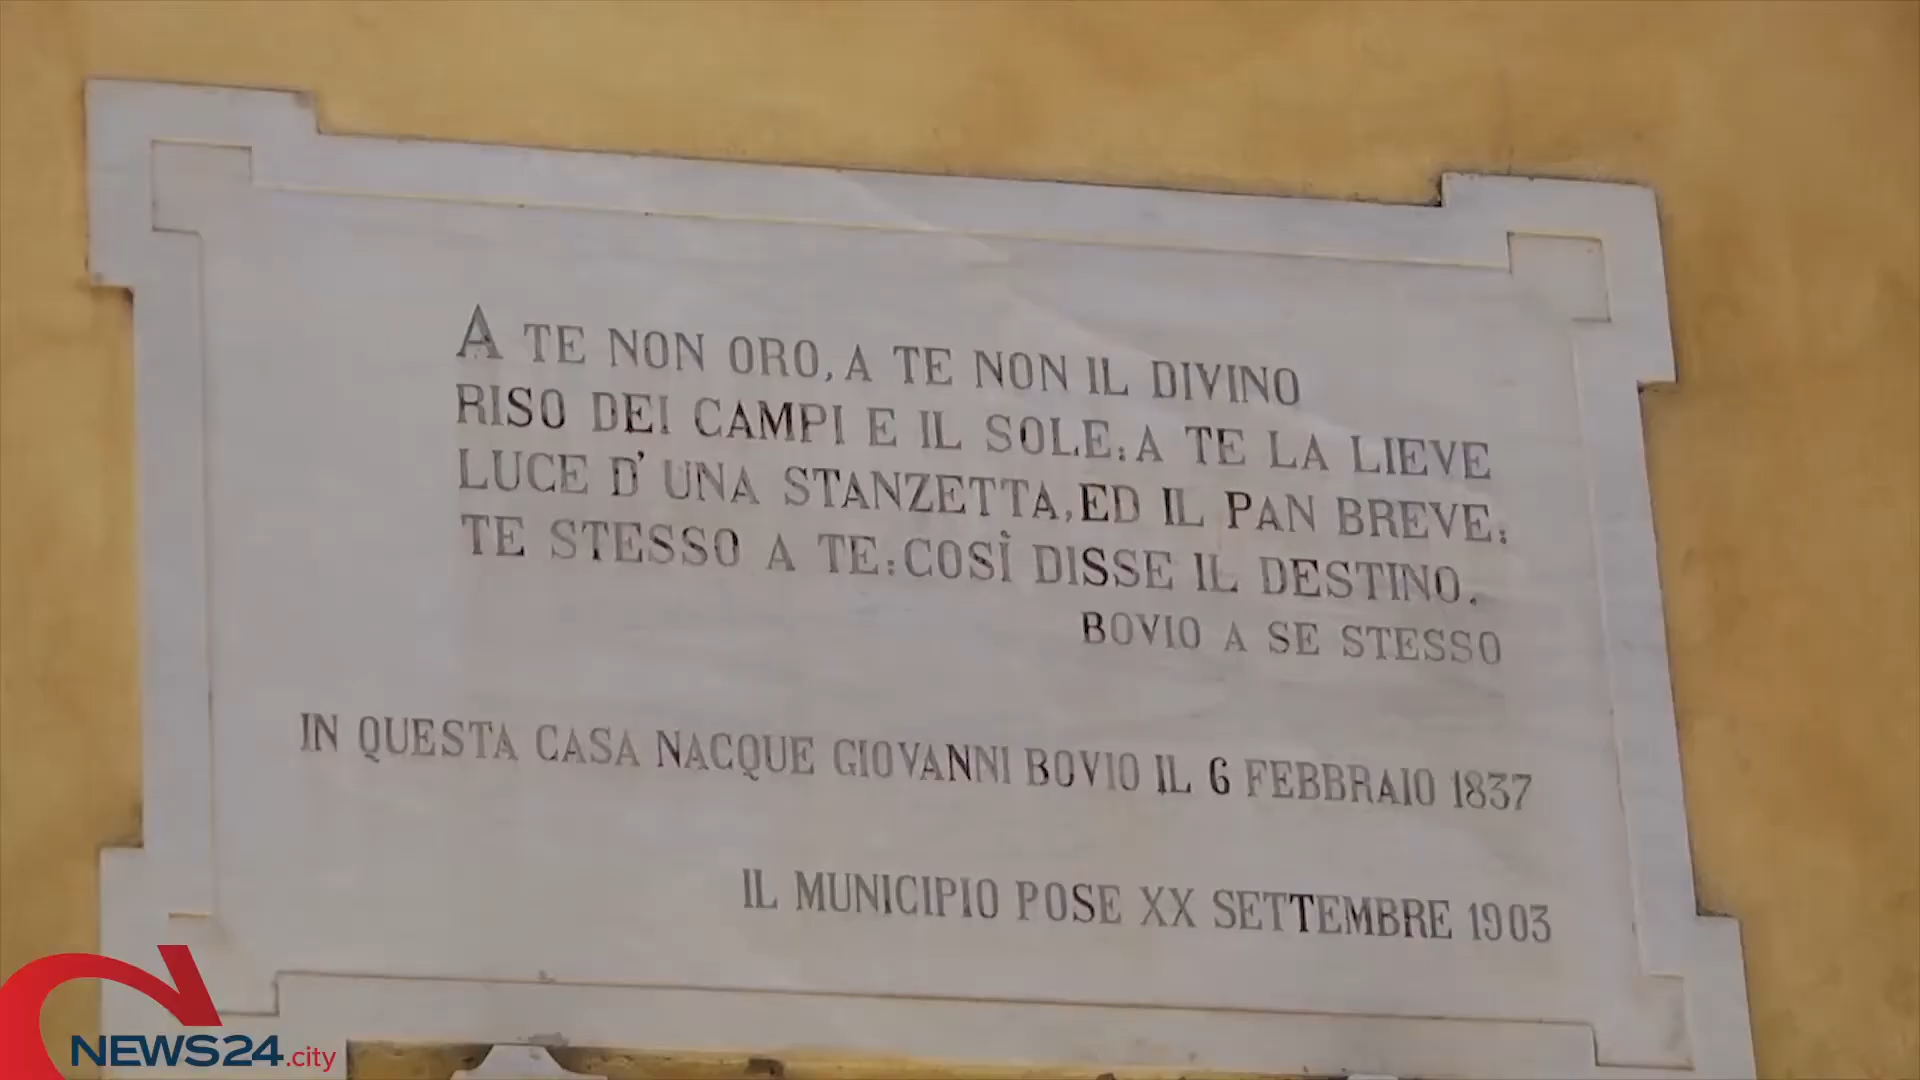 A TE NON ORO, A TE NON IL DIVINO
RISO DEI CAMPI E IL SOLE: A TE LA LIEVE
LUCE D'UNA STANZETTA, ED IL PAN BREVE:
TE STESSO A TE: COSÌ DISSE IL DESTINO.
BOVIO A SE STESSO
IN QUESTA CASA NACQUE GIOVANNI BOVIO IL 6 FEBBRAIO 1837
IL MUNICIPIO POSE XX SETTEMBRE 1903
NEWS24.city